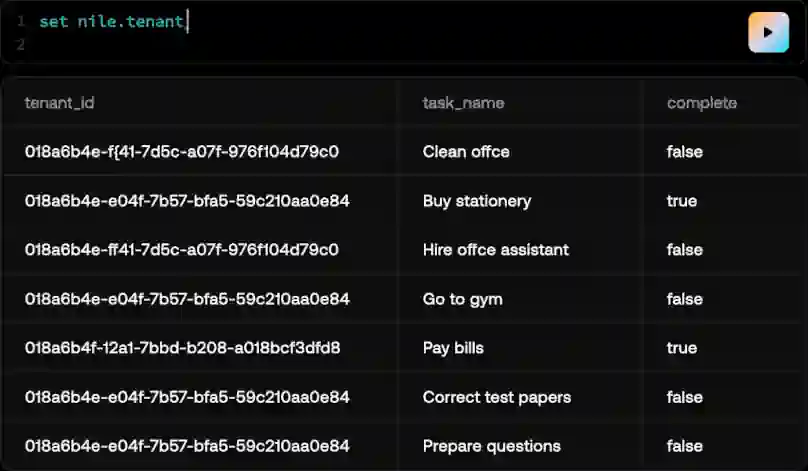 1 set nile.tenant
2
tenant_id task_name complete
018a6b4e-f{41-7d5c-a07f-976f104d79c0 Clean offce false
018a6b4e-e04f-7b57-bfa5-59c210aa0e84 Buy stationery true
018a6b4e-ff41-7d5c-a07f-976f104d79c0 Hire offce assistant false
018a6b4e-e04f-7b57-bfa5-59c210aa0e84 Go to gym false
018a6b4f-12a1-7bbd-b208-a018bcf3dfd8 Pay bills true
018a6b4e-e04f-7b57-bfa5-59c210aa0e84 Correct test papers false
018a6b4e-e04f-7b57-bfa5-59c210aa0e84 Prepare questions false